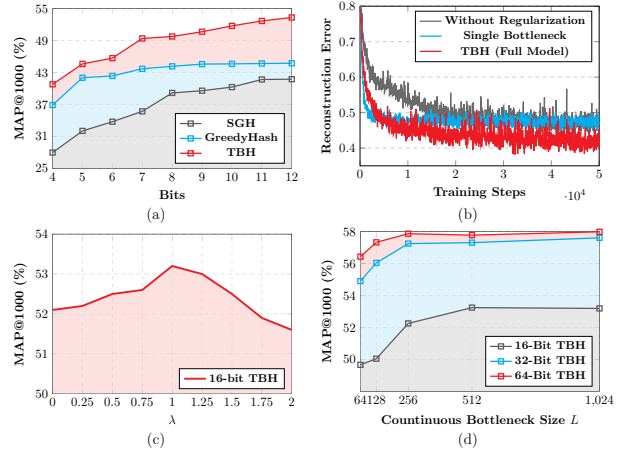 55
49
43
37
31
25
MAP@1000 (%)
SGH
GreedyHash
TBH
4 5 6 7 8 9 10 11 12
Bits
(a)
0.8
0.7
0.6
0.5
0.4
Reconstruction Error
Without Regularization
Single Bottleneck
TBH (Full Model)
0 1 2 3 4 5
Training Steps
·10⁴
(b)
54
53
52
51
50
MAP@1000 (%)
16-bit TBH
0 0.25 0.5 0.75 1 1.25 1.5 1.75 2
λ
(c)
58
56
54
52
50
MAP@1000 (%)
16-Bit TBH
32-Bit TBH
64-Bit TBH
64 128 256 512 1,024
Countinuous Bottleneck Size L
(d)